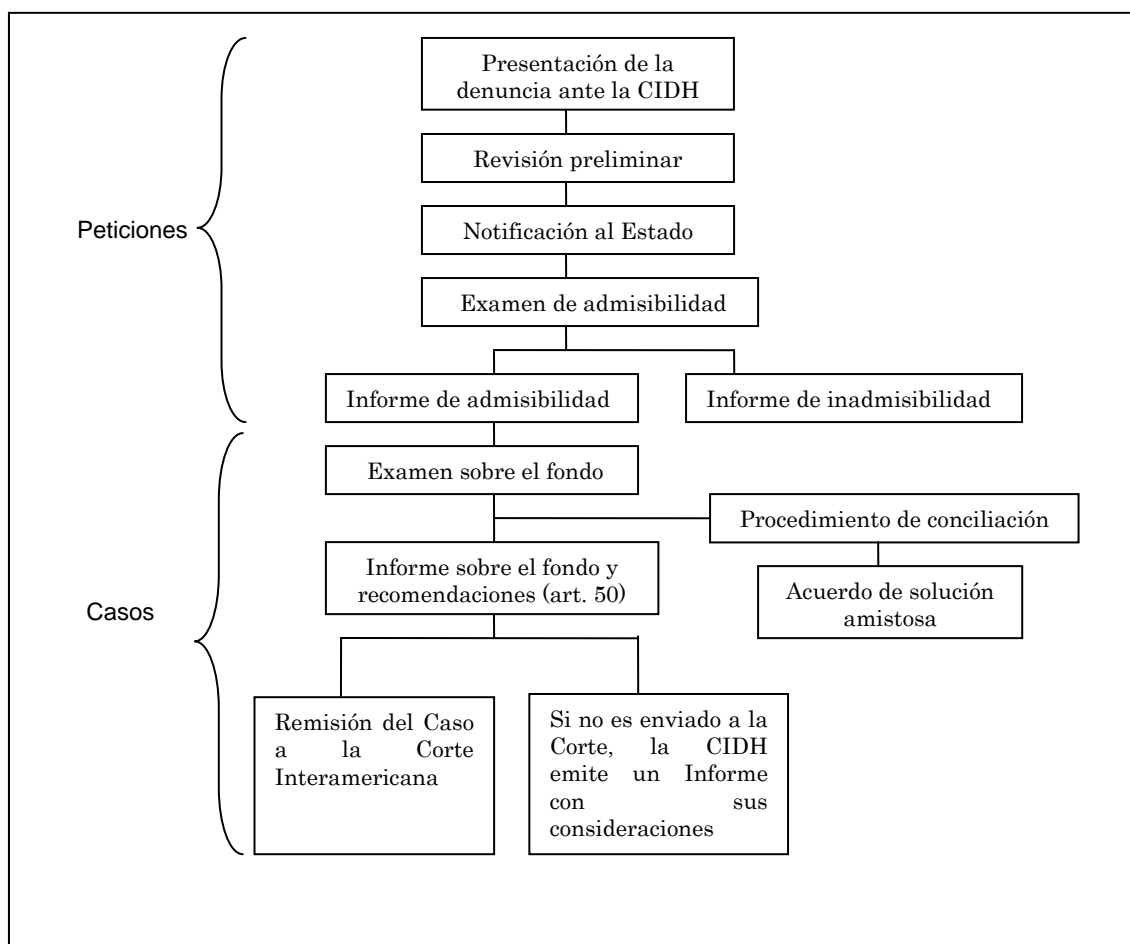 Presentación de la
denuncia ante la CIDH
Revisión preliminar
Notificación al Estado
Peticiones
Examen de admisibilidad
Informe de admisibilidad
Informe de inadmisibilidad
Examen sobre el fondo
Procedimiento de conciliación
Informe sobre el fondo y
recomendaciones (art. 50)
Acuerdo de solución
amistosa
Casos
Remisión del Caso
a la Corte
Interamericana
Si no es enviado a la
Corte, la CIDH
emite un Informe
con sus
consideraciones